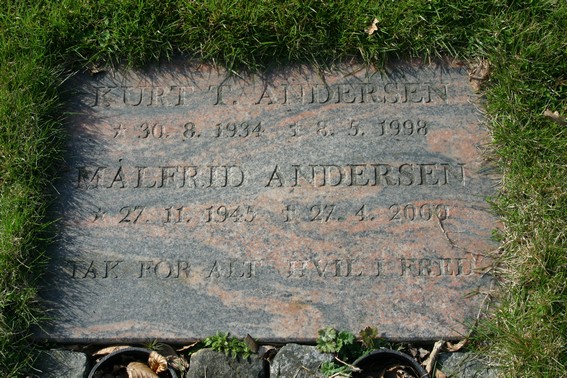 KURT T. ANDERSEN
* 30. 8. 1934 † 8. 5. 1998
MALFRID ANDERSEN
* 27. 11. 1945 † 27. 4. 2000
TAK FOR ALT HVIL I FRED